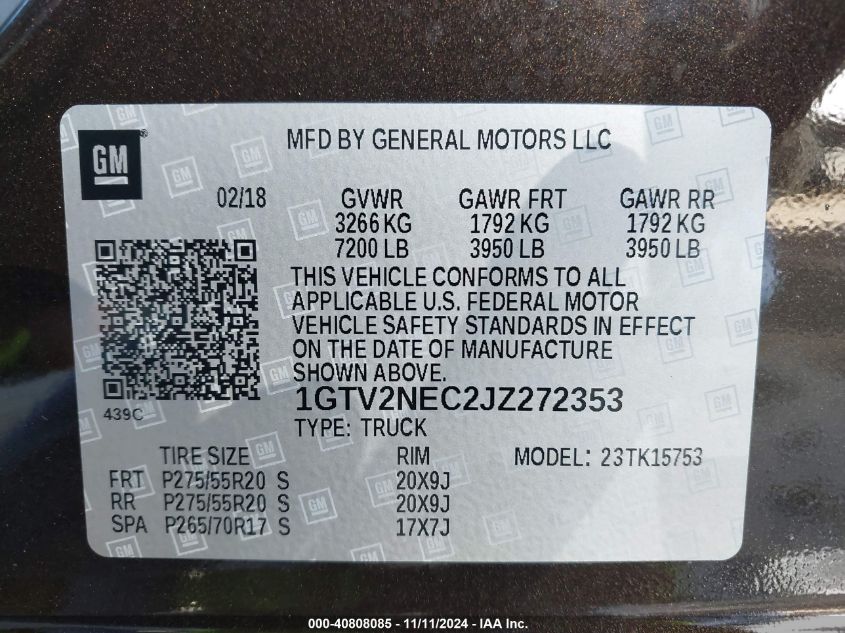 GM ®
MFD BY GENERAL MOTORS LLC
02/18 GVWR GAWR FRT GAWR RR
3266 KG 1792 KG 1792 KG
7200 LB 3950 LB 3950 LB
THIS VEHICLE CONFORMS TO ALL
APPLICABLE U.S. FEDERAL MOTOR
VEHICLE SAFETY STANDARDS IN EFFECT
ON THE DATE OF MANUFACTURE
SHOWN ABOVE.
439C
1GTV2NEC2JZ272353
TYPE: TRUCK
TIRE SIZE RIM MODEL: 23TK15753
FRT P275/55R20 S 20X9J
RR P275/55R20 S 20X9J
SPA P265/70R17 S 17X7J
000-40808085 - 11/11/2024 - IAA Inc.